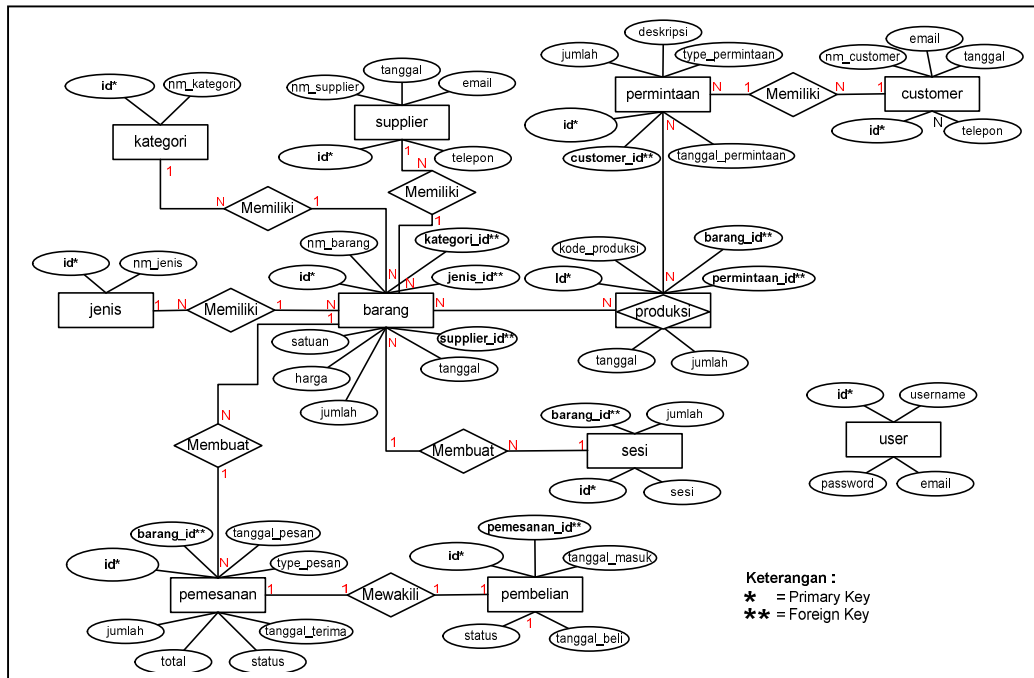 deskripsi
jumlah
type_permintaan
permintaan
id*
customer_id**
tanggal_permintaan
N
N
1
Memiliki
1
1
email
nm_customer
tanggal
customer
id*
N
telepon
id*
nm_kategori
kategori
1
tanggal
nm_supplier
email
supplier
id*
1
telepon
N
Memiliki
1
N
Memiliki
1
id*
nm_jenis
jenis
1
N
Memiliki
1
N
nm_barang
kategori_id**
id*
jenis_id**
N
N
barang
1
N
satuan
supplier_id**
harga
tanggal
jumlah
N
kode_produksi
barang_id**
Id*
permintaan_id**
N
N
produksi
tanggal
jumlah
N
Membuat
1
1
Membuat
N
1
barang_id**
jumlah
sesi
id*
sesi
id*
username
user
password
email
barang_id**
tanggal_pesan
id*
type_pesan
N
pemesanan
1
jumlah
tanggal_terima
total
status
1
Mewakili
1
1
pemesanan_id**
id*
tanggal_masuk
pembelian
status
1
tanggal_beli
Keterangan :
* = Primary Key
** = Foreign Key